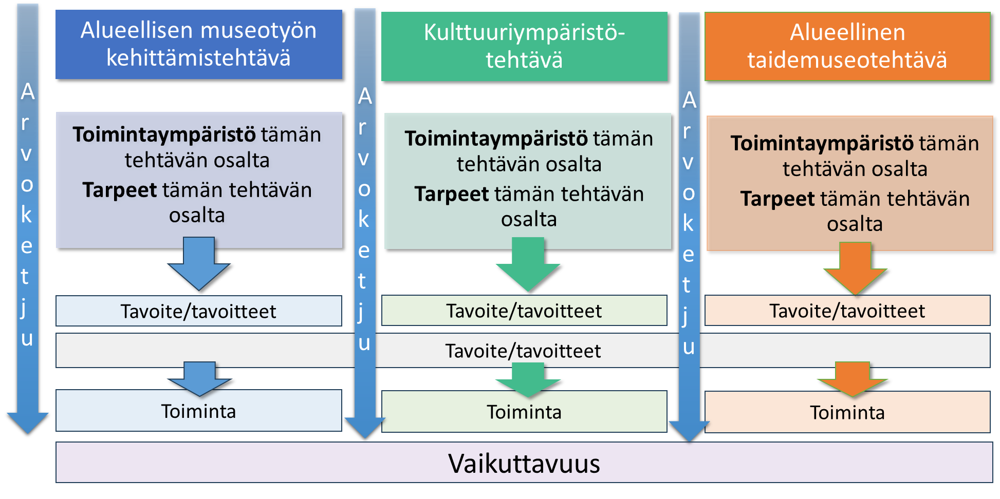 Arvoketju
Alueellisen museotyön
kehittämistehtävä
Toimintaympäristö tämän
tehtävän osalta
Tarpeet tämän tehtävän
osalta
Tavoite/tavoitteet
Toiminta
Arvoketju
Kulttuuriympäristö-
tehtävä
Toimintaympäristö tämän
tehtävän osalta
Tarpeet tämän tehtävän
osalta
Tavoite/tavoitteet
Tavoite/tavoitteet
Toiminta
Arvoketju
Alueellinen
taidemuseotehtävä
Toimintaympäristö tämän
tehtävän osalta
Tarpeet tämän tehtävän
osalta
Tavoite/tavoitteet
Toiminta
Vaikuttavuus